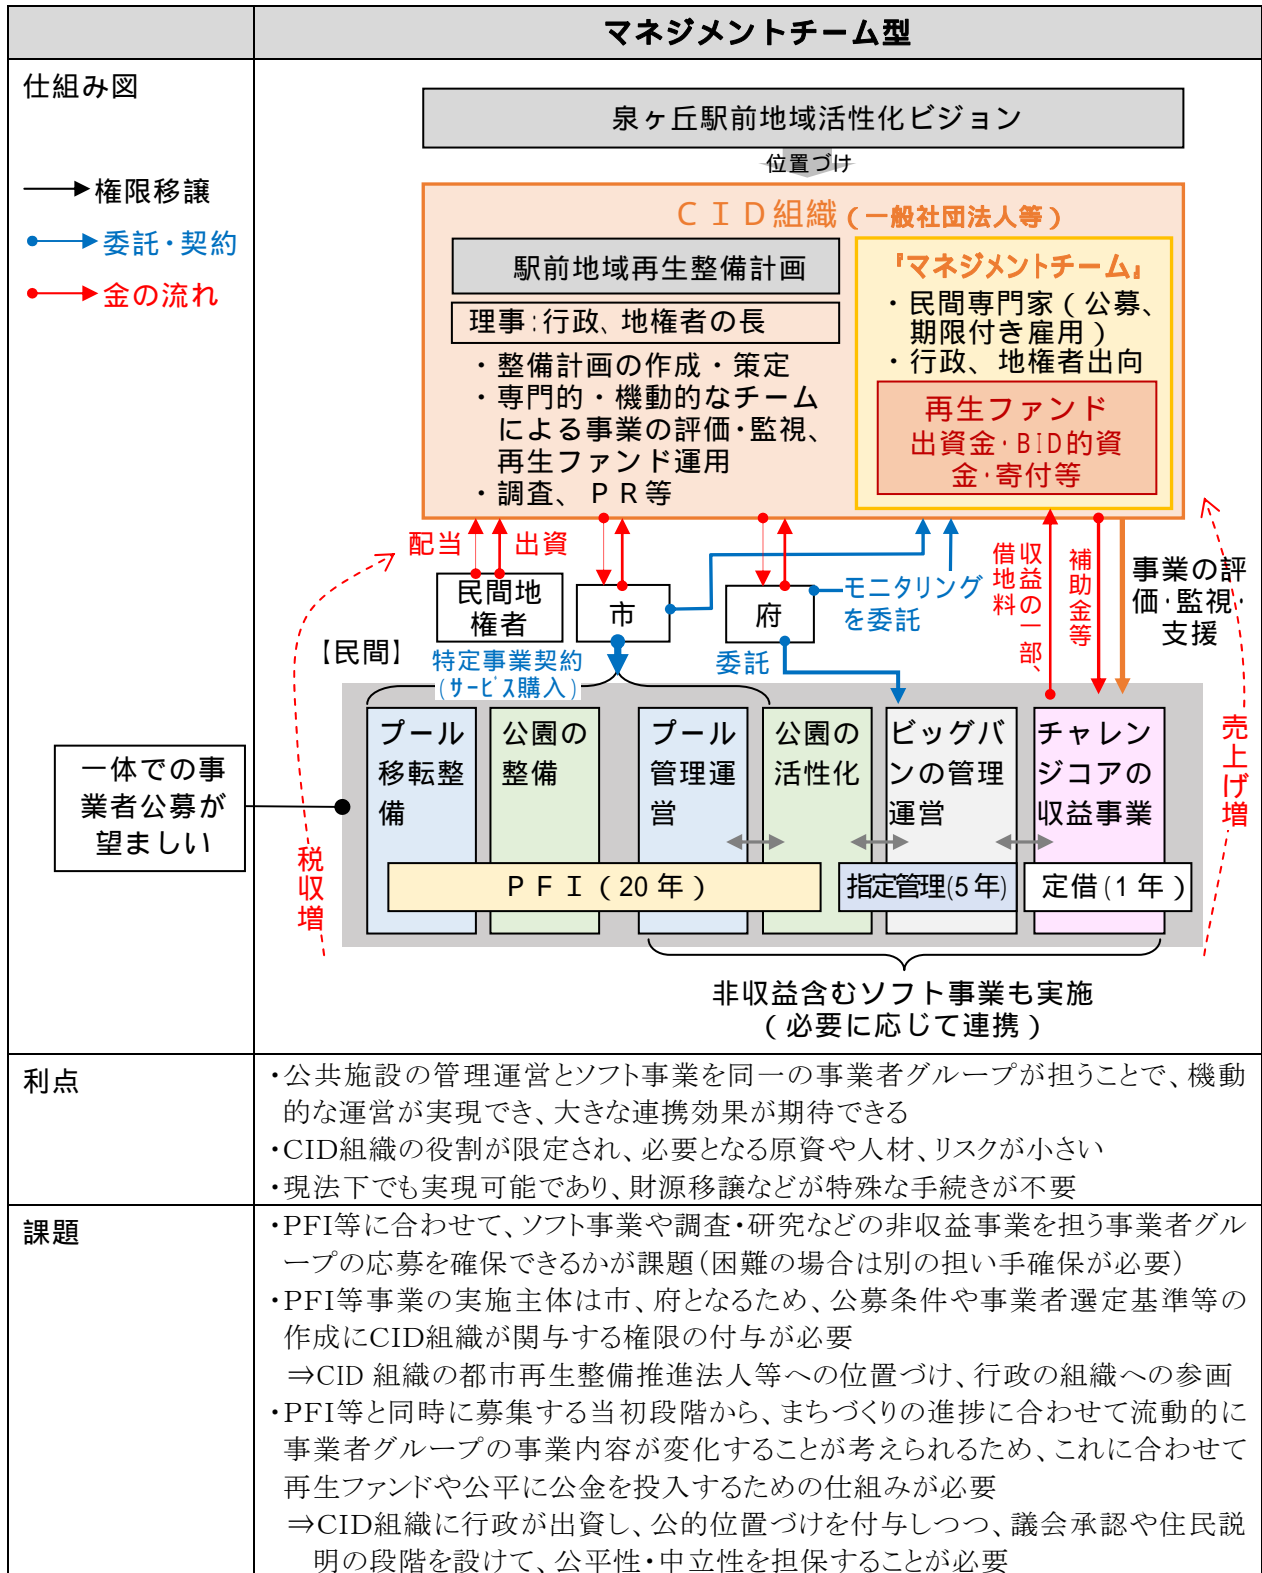 マネジメントチーム型
仕組み図
権限移譲
委託・契約
金の流れ
泉ヶ丘駅前地域活性化ビジョン
位置づけ
ＣＩＤ組織（一般社団法人等）
駅前地域再生整備計画
理事:行政、地権者の長
・整備計画の作成・策定
・専門的・機動的なチーム
による事業の評価・監視、
再生ファンド運用
・調査、ＰＲ等
『マネジメントチーム』
・民間専門家（公募、
期限付き雇用）
・行政、地権者出向
再生ファンド
出資金・BID的資
金・寄付等
配当
出資
民間地
権者
市
府
モニタリング
を委託
収益の一部、
借地料
補助金等
事業の評
価・監視・
支援
【民間】
特定事業契約
(ｻｰﾋﾞｽ購入)
委託
プール
移転整
備
公園の
整備
プール
管理運
営
公園の
活性化
ビッグバ
ンの管理
運営
チャレン
ジコアの
収益事業
ＰＦＩ（20年）
指定管理(5年)
定借(1年)
一体での事
業者公募が
望ましい
税収増
売上げ増
非収益含むソフト事業も実施
（必要に応じて連携）
利点
・公共施設の管理運営とソフト事業を同一の事業者グループが担うことで、機動
的な運営が実現でき、大きな連携効果が期待できる
・CID組織の役割が限定され、必要となる原資や人材、リスクが小さい
・現法下でも実現可能であり、財源移譲などが特殊な手続きが不要
課題
・PFI等に合わせて、ソフト事業や調査・研究などの非収益事業を担う事業者グル
ープの応募を確保できるかが課題（困難の場合は別の担い手確保が必要）
・PFI等事業の実施主体は市、府となるため、公募条件や事業者選定基準等の
作成にCID組織が関与する権限の付与が必要
⇒CID 組織の都市再生整備推進法人等への位置づけ、行政の組織への参画
・PFI等と同時に募集する当初段階から、まちづくりの進捗に合わせて流動的に
事業者グループの事業内容が変化することが考えられるため、これに合わせて
再生ファンドや公平に公金を投入するための仕組みが必要
⇒CID組織に行政が出資し、公的位置づけを付与しつつ、議会承認や住民説
明の段階を設けて、公平性・中立性を担保することが必要